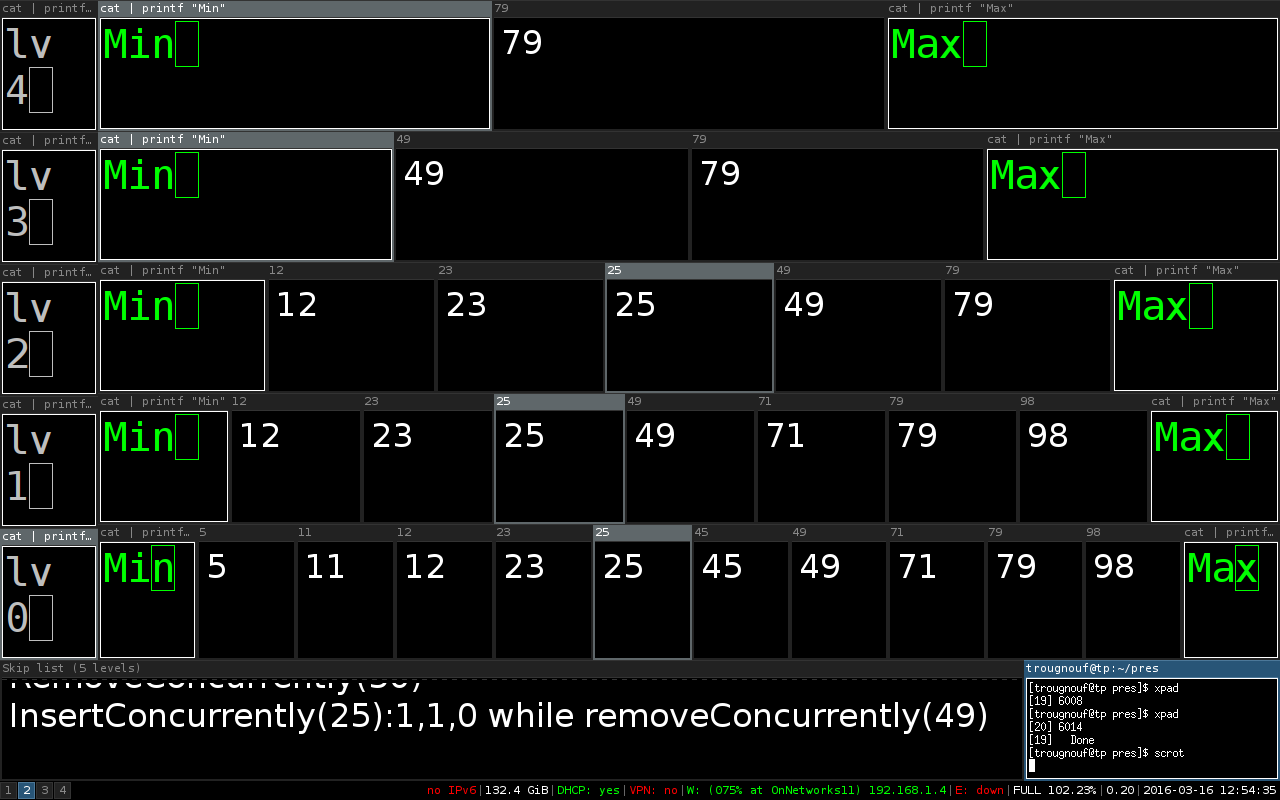 cat | printf… cat | printf "Min" 79 cat | printf "Max"
lv Min 79 Max
4
cat | printf… cat | printf "Min" 49 79 cat | printf "Max"
lv Min 49 79 Max
3
cat | printf… cat | printf "Min" 12 23 25 49 79 cat | printf "Max"
lv Min 12 23 25 49 79 Max
2
cat | printf… cat | printf "Min" 12 23 25 49 71 79 98 cat | printf "Max"
lv Min 12 23 25 49 71 79 98 Max
1
cat | printf… cat | printf… 5 11 12 23 25 45 49 71 79 98 cat | printf…
lv Min 5 11 12 23 25 45 49 71 79 98 Max
0
Skip list (5 levels)
InsertConcurrently(25):1,1,0 while removeConcurrently(49)
trougnouf@tp:~/pres
[trougnouf@tp pres]$ xpad
[19] 6008
[trougnouf@tp pres]$ xpad
[20] 6014
[19] Done
[trougnouf@tp pres]$ scrot
1 2 3 4 no IPv6|132.4 GiB|DHCP: yes|VPN: no|W: (075% at OnNetworks11) 192.168.1.4|E: down|FULL 102.23%|0.20|2016-03-16 12:54:35